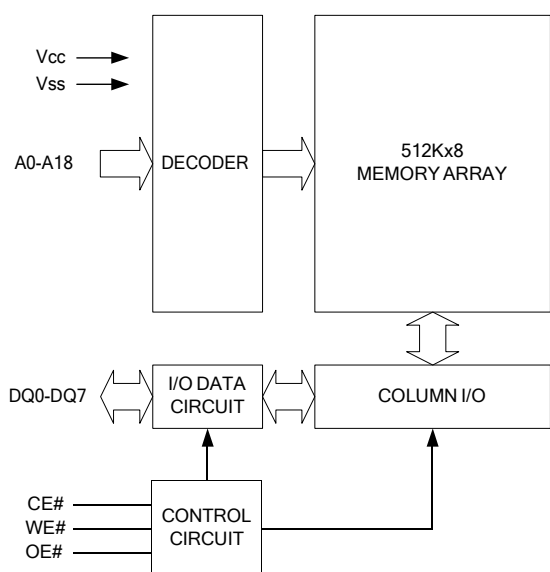 Vcc
Vss
A0-A18
DECODER
512Kx8
MEMORY ARRAY
DQ0-DQ7
I/O DATA
CIRCUIT
COLUMN I/O
CE#
WE#
OE#
CONTROL
CIRCUIT